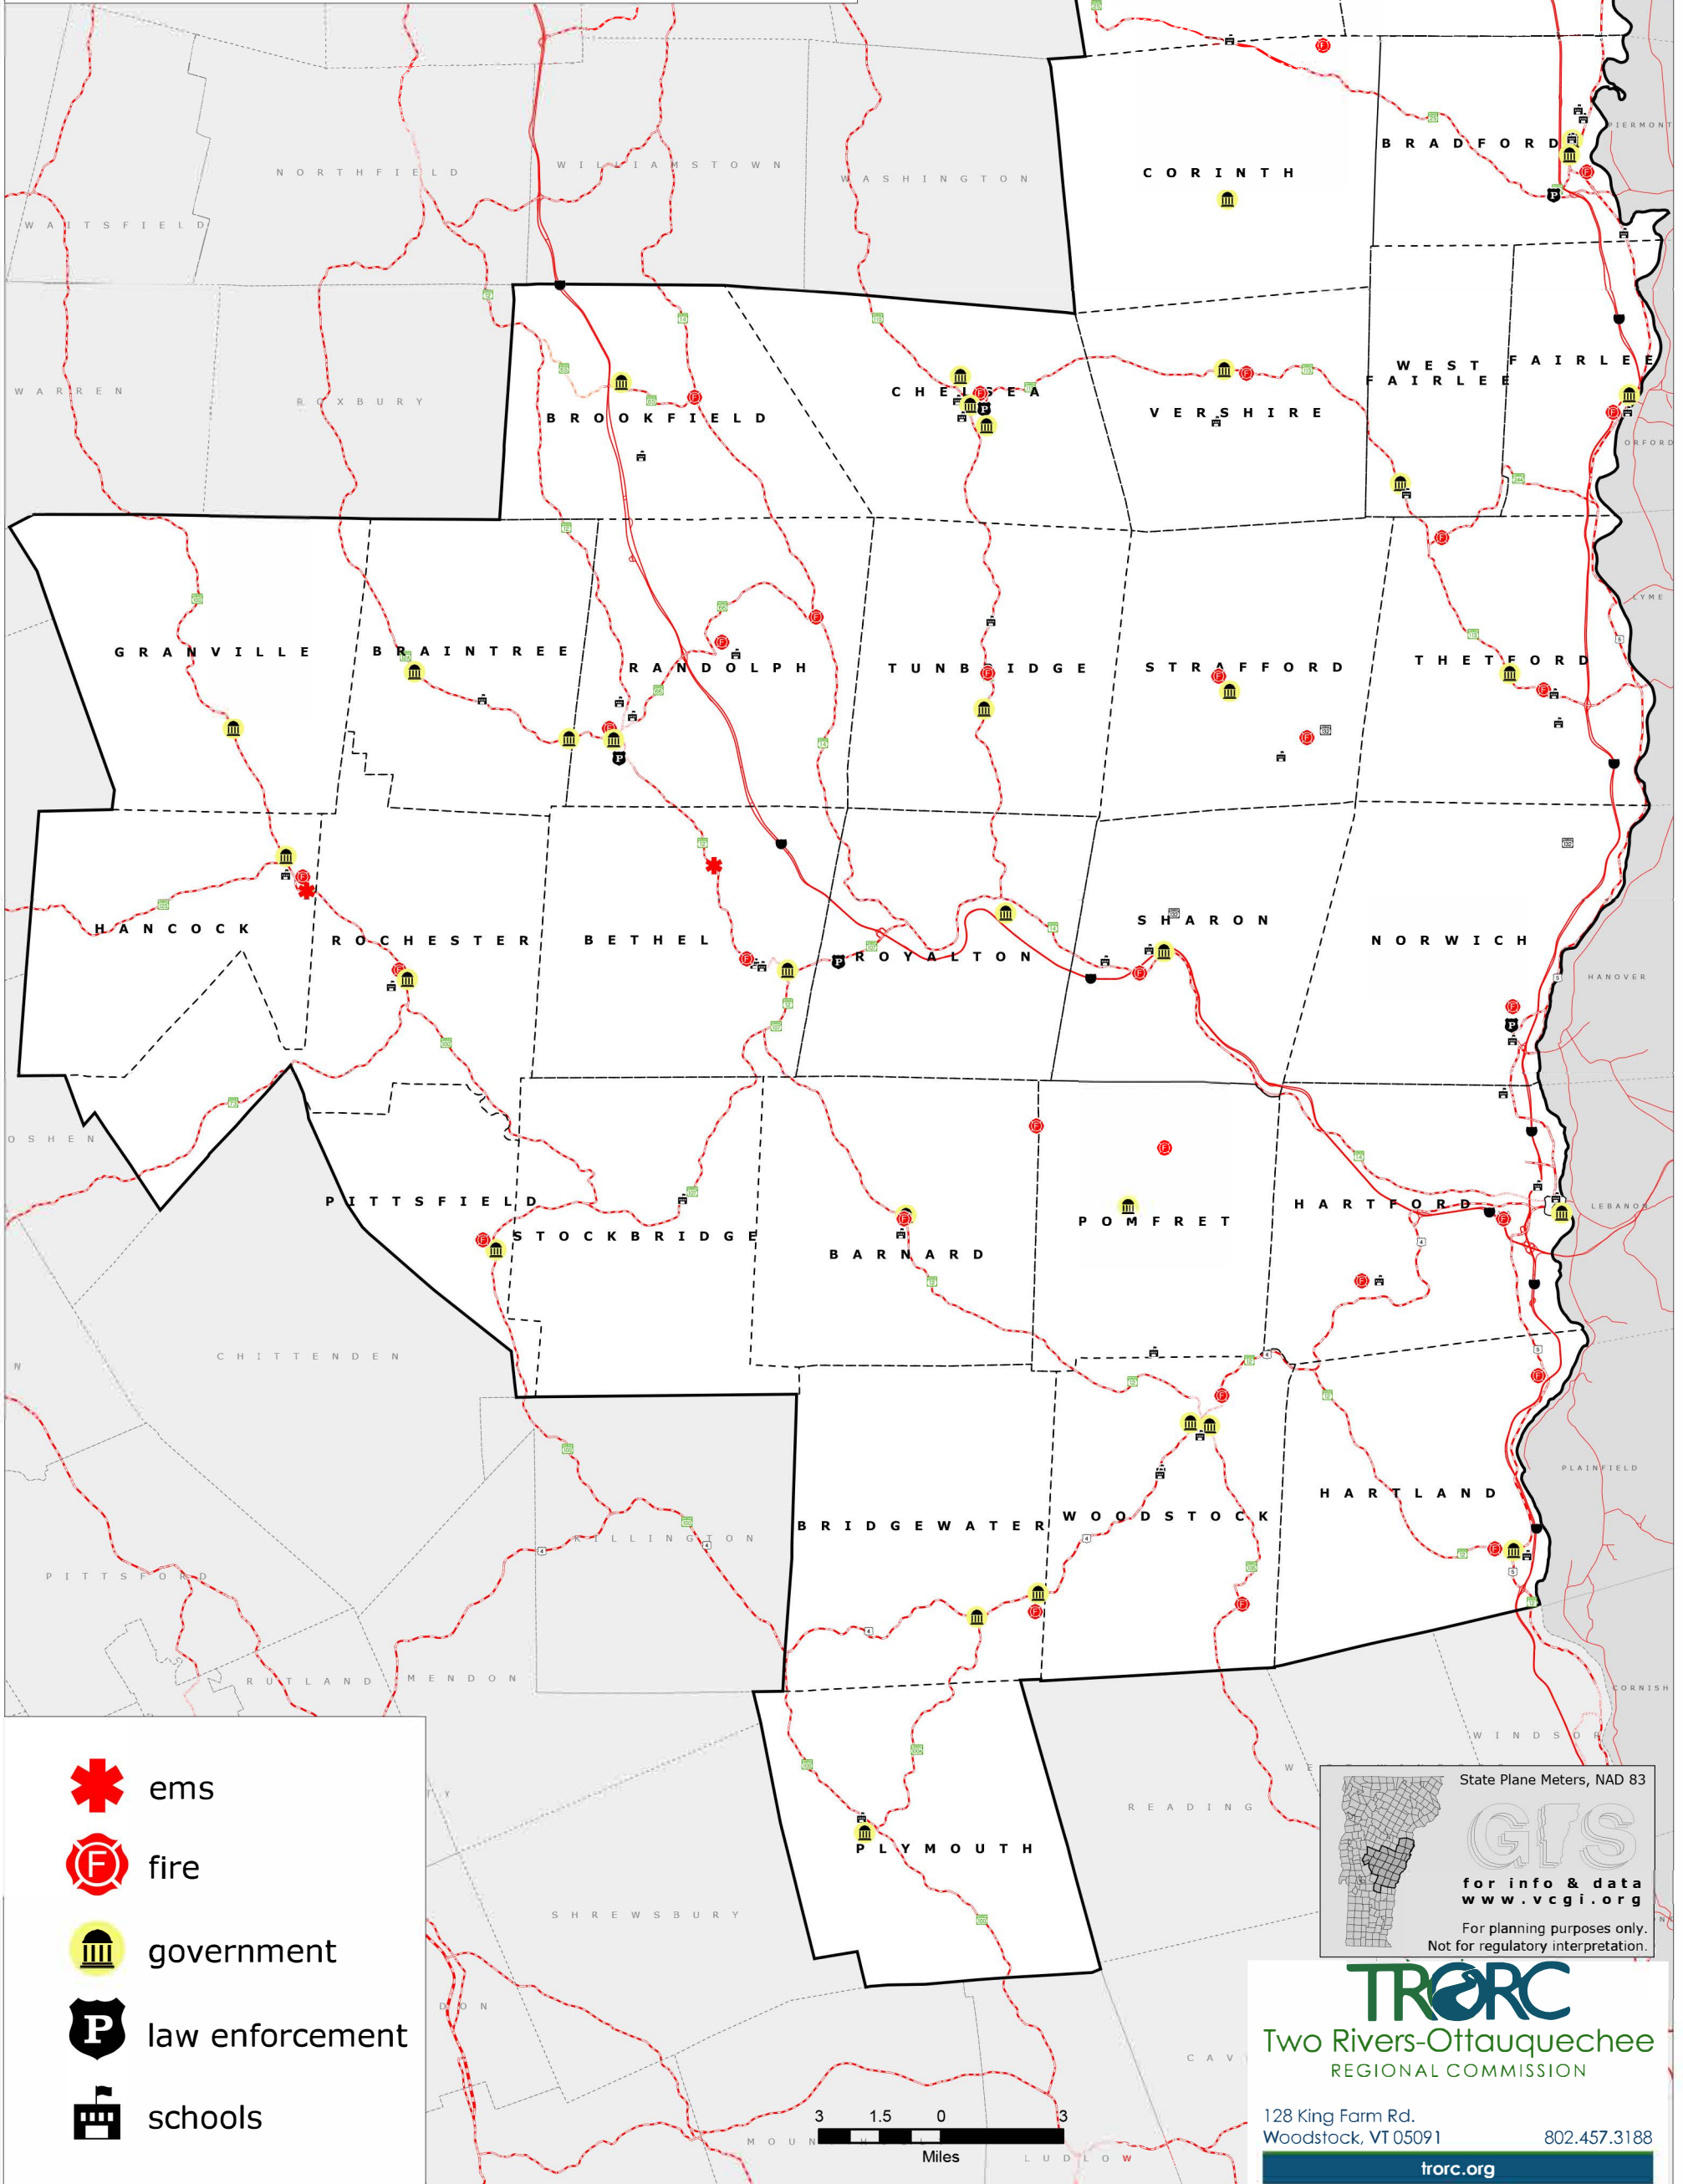 PIERMONT
BRADFORD
NORTHFIELD
WILLIAMSTOWN
WASHINGTON
CORINTH
WAITSFIELD
WEST
FAIRLEE
FAIRLEE
WARREN
ROXBURY
BROOKFIELD
CHELSEA
VERSHIRE
ORFORD
LYME
GRANVILLE
BRAINTREE
RANDOLPH
TUNBRIDGE
STRAFFORD
THETFORD
HANCOCK
ROCHESTER
BETHEL
ROYALTON
SHARON
NORWICH
HANOVER
OSHEN
PITTSFIELD
STOCKBRIDGE
BARNARD
POMFRET
HARTFORD
LEBANON
CHITTENDEN
N
PLAINFIELD
HARTLAND
BRIDGEWATER
WOODSTOCK
KILLINGTON
PITTSFORD
RUTLAND
MENDON
CORNISH
WINDSOR
READING
PLYMOUTH
SHREWSBURY
DON
CAV
MOUN
LUDLOW
ems
F fire
government
P law enforcement
schools
3 1.5 0 3
Miles
State Plane Meters, NAD 83
GIS
for info & data
www.vcgi.org
For planning purposes only.
Not for regulatory interpretation.
TRORC
Two Rivers-Ottauquechee
REGIONAL COMMISSION
128 King Farm Rd.
Woodstock, VT 05091 802.457.3188
trorc.org